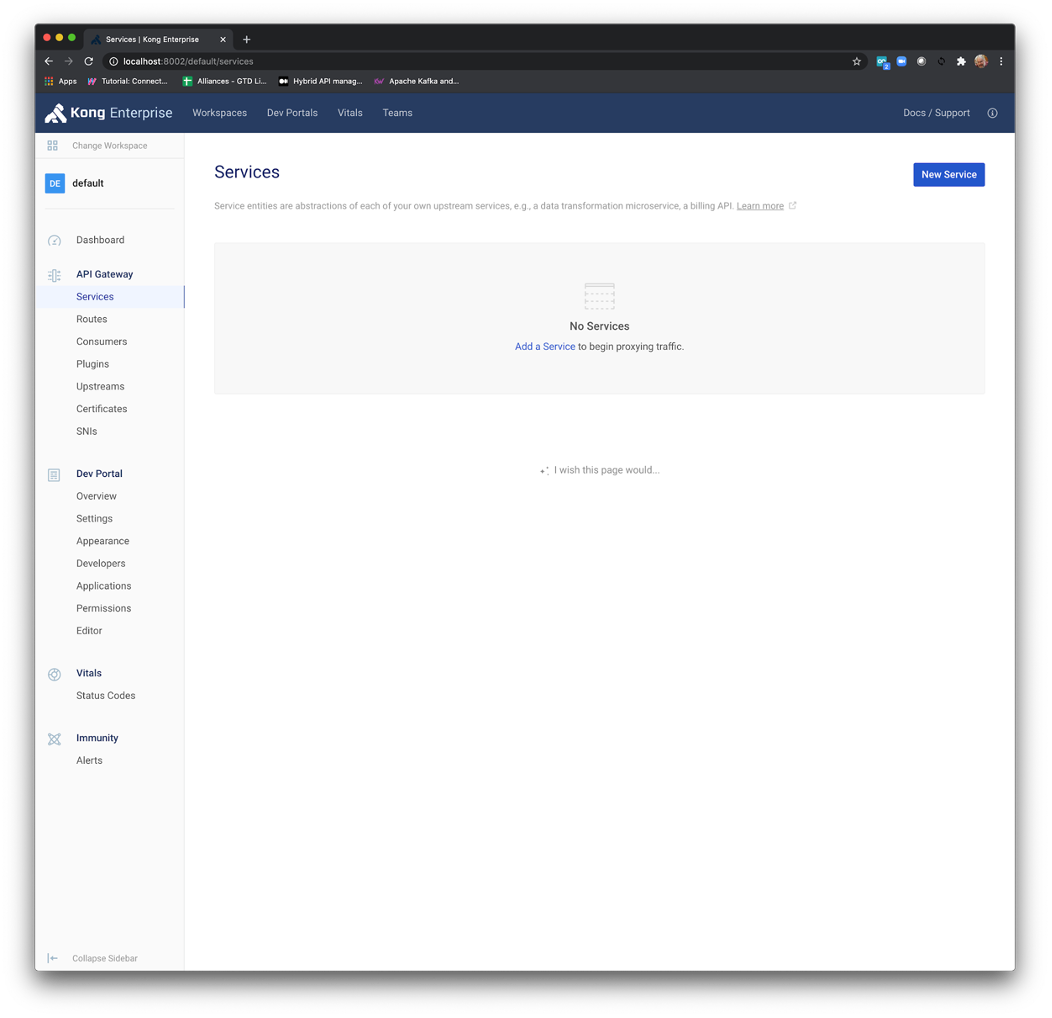 Services | Kong Enterprise
localhost:8002/default/services
Apps Tutorial: Connect... Alliances - GTD Li... Hybrid API manag... Apache Kafka and...
Kong Enterprise Workspaces Dev Portals Vitals Teams Docs / Support
Change Workspace
DE default
Dashboard
API Gateway
Services
Routes
Consumers
Plugins
Upstreams
Certificates
SNIs
Dev Portal
Overview
Settings
Appearance
Developers
Applications
Permissions
Editor
Vitals
Status Codes
Immunity
Alerts
Collapse Sidebar
Services
New Service
Service entities are abstractions of each of your own upstream services, e.g., a data transformation microservice, a billing API. Learn more
No Services
Add a Service to begin proxying traffic.
I wish this page would...